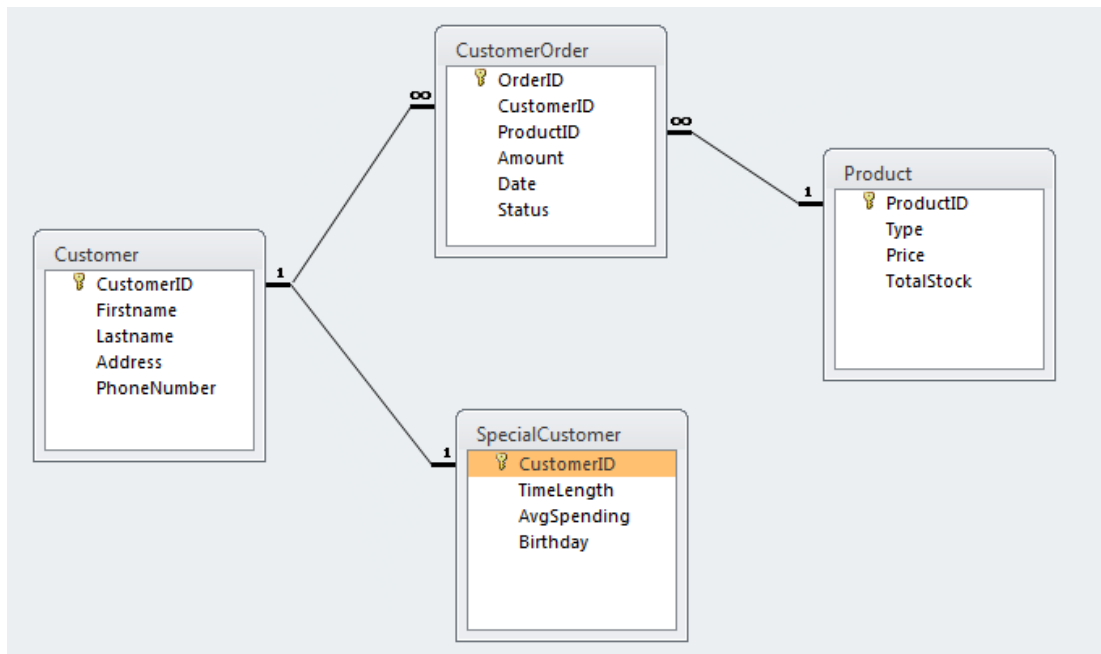 CustomerOrder
OrderID
CustomerID
ProductID
Amount
Date
Status
∞
∞
Product
ProductID
Type
Price
TotalStock
1
Customer
CustomerID
Firstname
Lastname
Address
PhoneNumber
1
SpecialCustomer
CustomerID
TimeLength
AvgSpending
Birthday
1